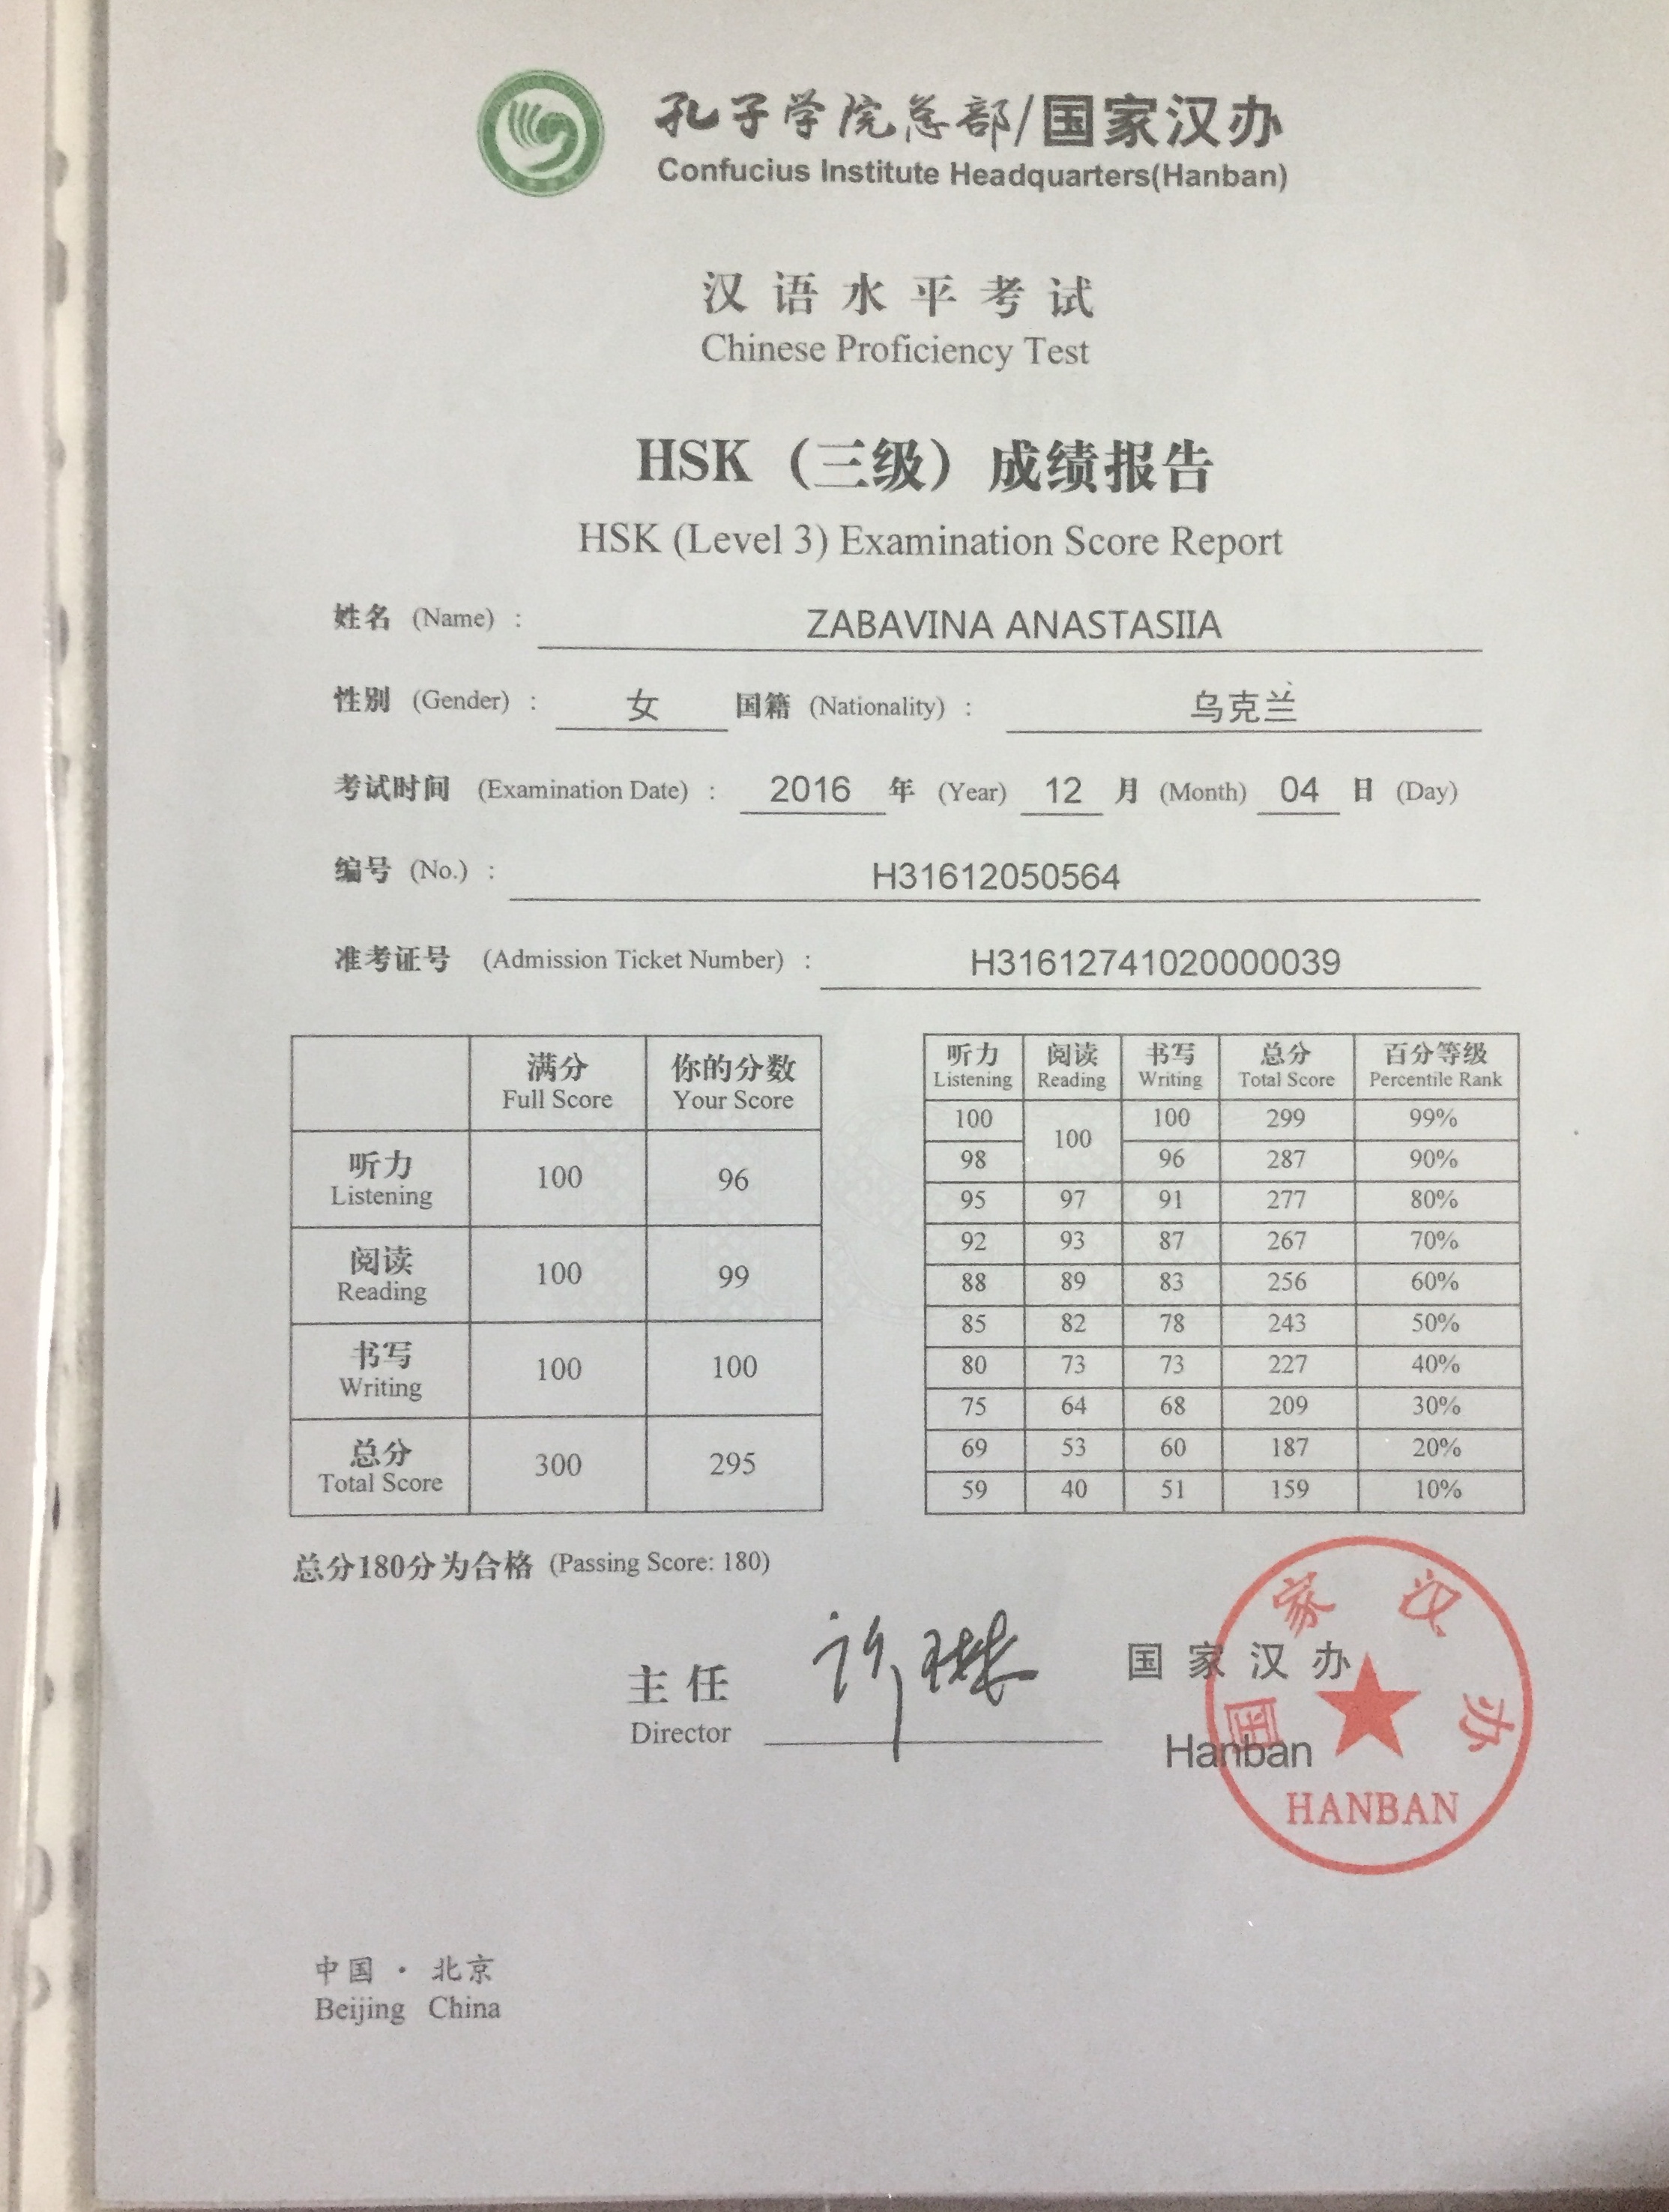 孔子学院总部/国家汉办
Confucius Institute Headquarters(Hanban)
汉语水平考试
Chinese Proficiency Test
HSK（三级）成绩报告
HSK (Level 3) Examination Score Report
姓名 (Name) : ZABAVINA ANASTASIIA
性别 (Gender) : 女 国籍 (Nationality) : 乌克兰
考试时间 (Examination Date) : 2016 年 (Year) 12 月 (Month) 04 日 (Day)
编号 (No.) : H31612050564
准考证号 (Admission Ticket Number) : H31612741020000039
满分 你的分数
Full Score Your Score
听力
Listening 100 96
阅读
Reading 100 99
书写
Writing 100 100
总分
Total Score 300 295
听力 阅读 书写 总分 百分等级
Listening Reading Writing Total Score Percentile Rank
100 100 100 299 99%
98 96 287 90%
95 97 91 277 80%
92 93 87 267 70%
88 89 83 256 60%
85 82 78 243 50%
80 73 73 227 40%
75 64 68 209 30%
69 53 60 187 20%
59 40 51 159 10%
总分180分为合格 (Passing Score: 180)
主任 许琳 国家汉办
Director Hanban
国家汉办
HANBAN
中国·北京
Beijing China